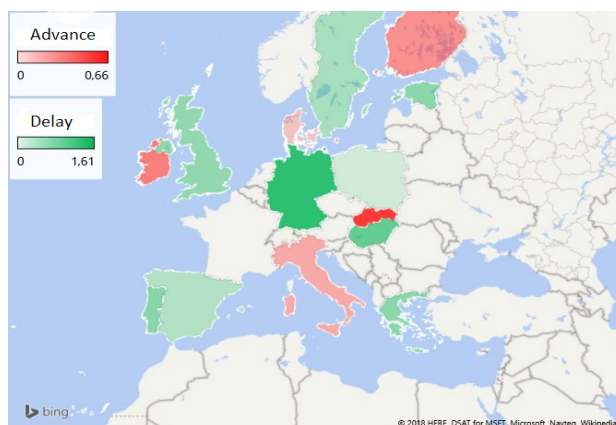 Advance
0 0,66
Delay
0 1,61
bing
© 2018 HERE, DSAT for MSFT, Microsoft, Navteq, Wikipedia